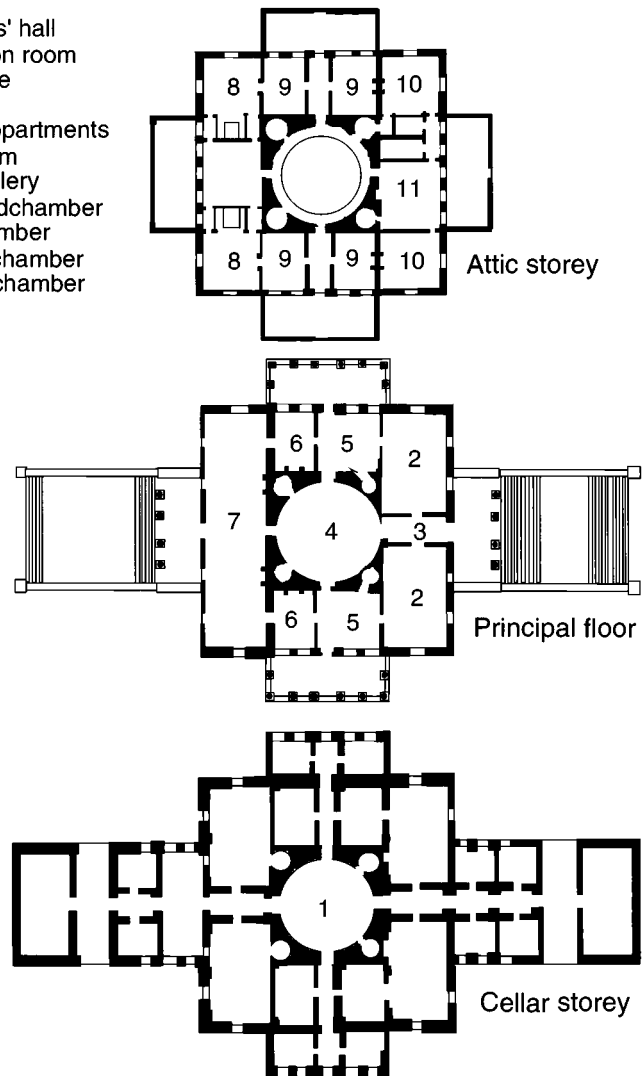 s' hall
on room
e
ppartments
m
lery
dchamber
mber
chamber
chamber
8 9 9 10
11
8 9 9 10
Attic storey
6 5 2
7 4 3
6 5 2
Principal floor
1
Cellar storey